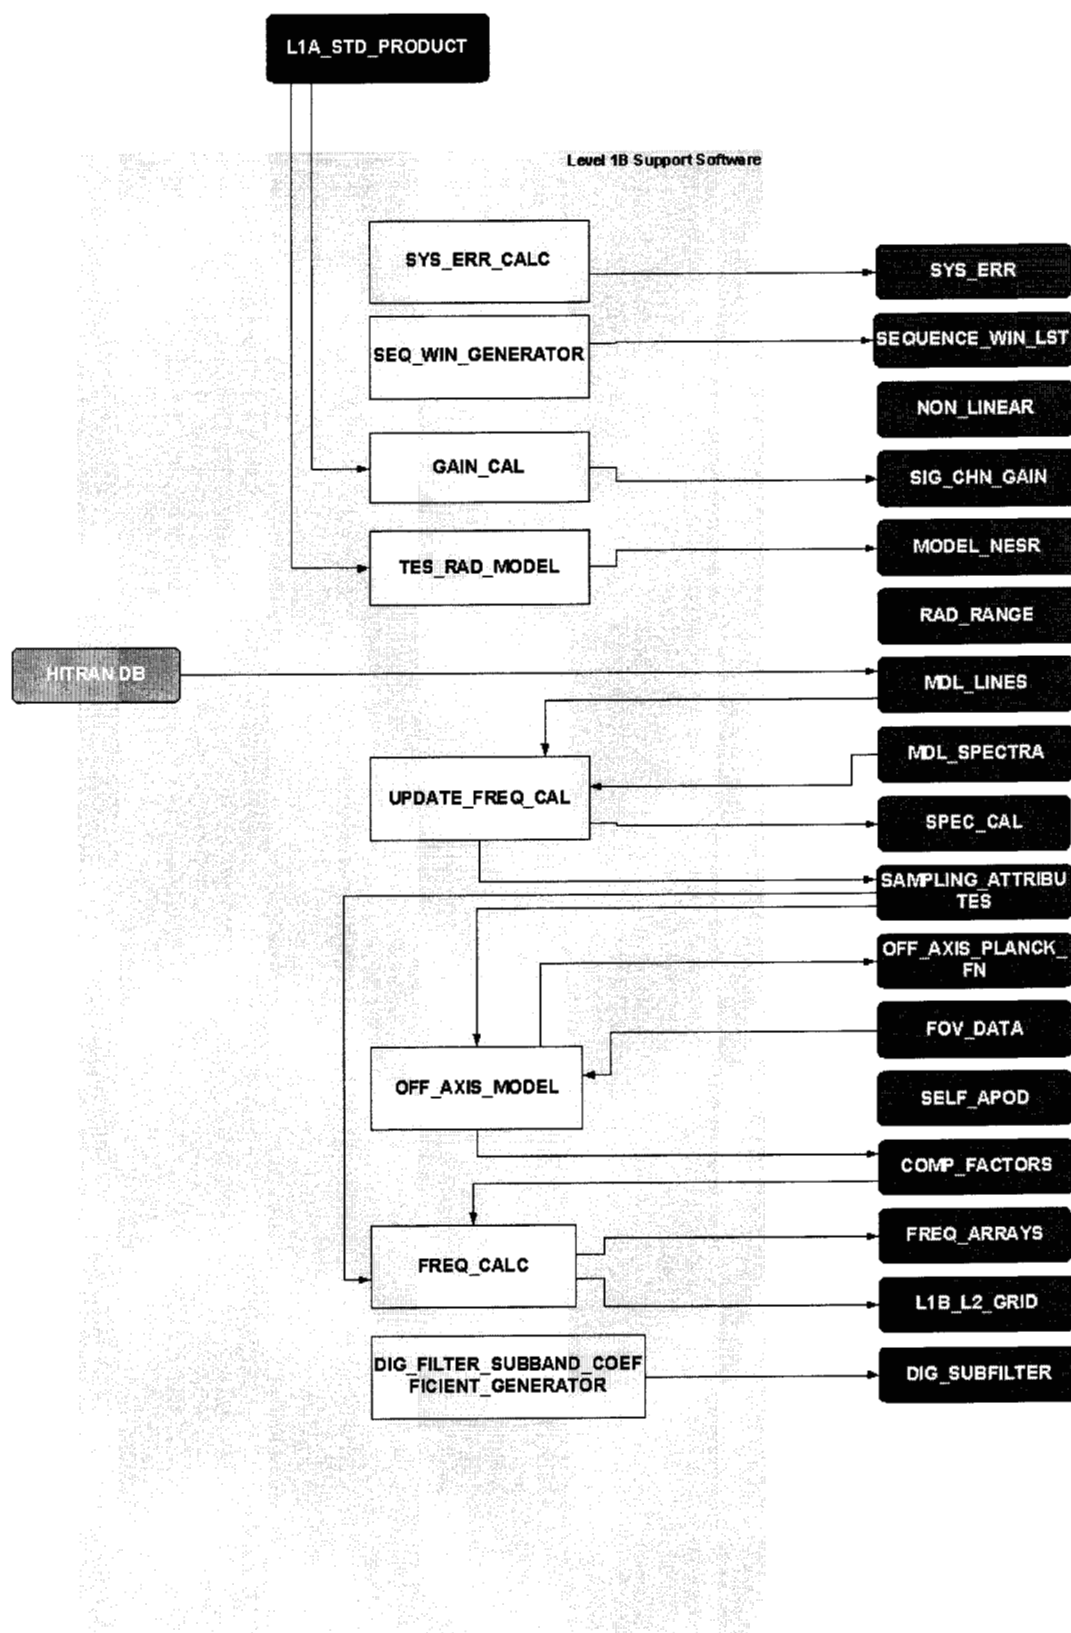 L1A_STD_PRODUCT
Level 1B Support Software
SYS_ERR_CALC
SYS_ERR
SEQ_WIN_GENERATOR
SEQUENCE_WIN_LST
NON_LINEAR
GAIN_CAL
SIG_CHN_GAIN
TES_RAD_MODEL
MODEL_NESR
RAD_RANGE
HITRAN DB
MDL_LINES
MDL_SPECTRA
UPDATE_FREQ_CAL
SPEC_CAL
SAMPLING_ATTRIBU
TES
OFF_AXIS_PLANCK_
FN
FOV_DATA
OFF_AXIS_MODEL
SELF_APOD
COMP_FACTORS
FREQ_ARRAYS
FREQ_CALC
L1B_L2_GRID
DIG_FILTER_SUBBAND_COEF
FICIENT_GENERATOR
DIG_SUBFILTER